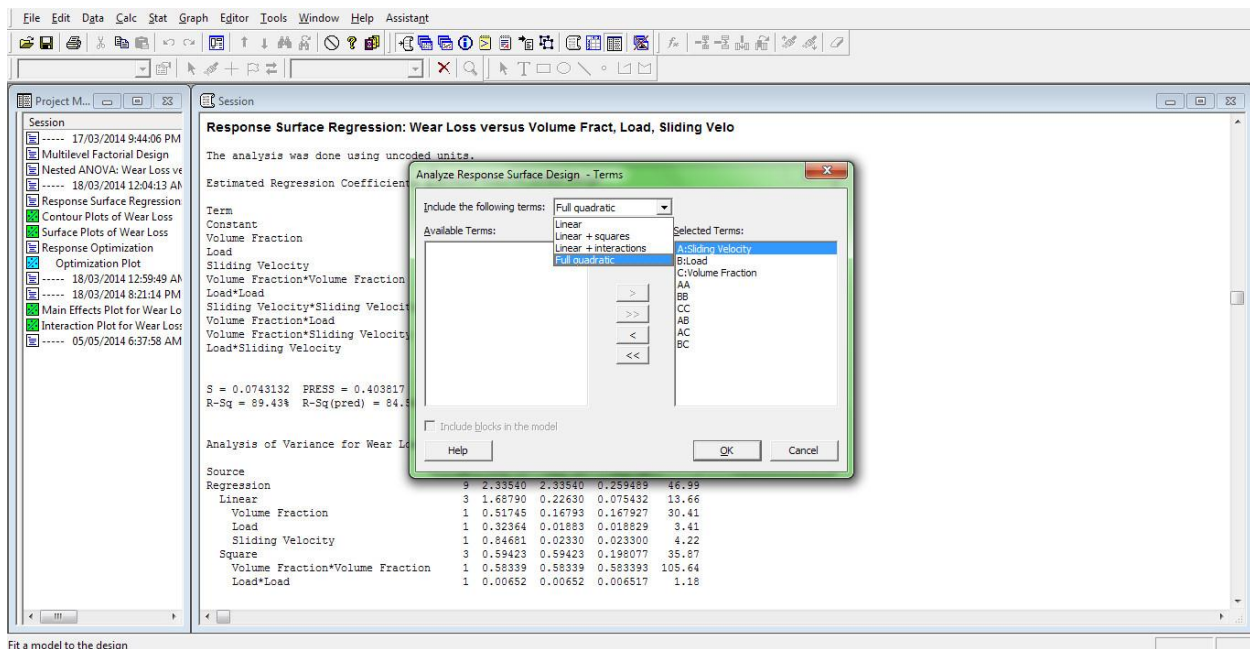 File Edit Data Calc Stat Graph Editor Tools Window Help Assistant
Project M...
Session
----- 17/03/2014 9:44:06 PM
Multilevel Factorial Design
Nested ANOVA: Wear Loss ve
----- 18/03/2014 12:04:13 AM
Response Surface Regression:
Contour Plots of Wear Loss
Surface Plots of Wear Loss
Response Optimization
Optimization Plot
----- 18/03/2014 12:59:49 AM
----- 18/03/2014 8:21:14 PM
Main Effects Plot for Wear Lo
Interaction Plot for Wear Loss
----- 05/05/2014 6:37:58 AM
Session
Response Surface Regression: Wear Loss versus Volume Fract, Load, Sliding Velo
The analysis was done using uncoded units.
Estimated Regression Coefficient
Term
Constant
Volume Fraction
Load
Sliding Velocity
Volume Fraction*Volume Fraction
Load*Load
Sliding Velocity*Sliding Velocit
Volume Fraction*Load
Volume Fraction*Sliding Velocity
Load*Sliding Velocity
S = 0.0743132 PRESS = 0.403817
R-Sq = 89.43% R-Sq(pred) = 84.5
Analysis of Variance for Wear Lo
Source
Regression 9 2.33540 2.33540 0.259489 46.99
Linear 3 1.68790 0.22630 0.075432 13.66
Volume Fraction 1 0.51745 0.16793 0.167927 30.41
Load 1 0.32364 0.01883 0.018829 3.41
Sliding Velocity 1 0.84681 0.02330 0.023300 4.22
Square 3 0.59423 0.59423 0.198077 35.87
Volume Fraction*Volume Fraction 1 0.58339 0.58339 0.583393 105.64
Load*Load 1 0.00652 0.00652 0.006517 1.18
Analyze Response Surface Design - Terms
Include the following terms: Full quadratic
Linear
Linear + squares
Linear + interactions
Full quadratic
Available Terms:
Selected Terms:
A:Sliding Velocity
B:Load
C:Volume Fraction
AA
BB
CC
AB
AC
BC
>
>>
<
<<
Include blocks in the model
Help OK Cancel
Fit a model to the design